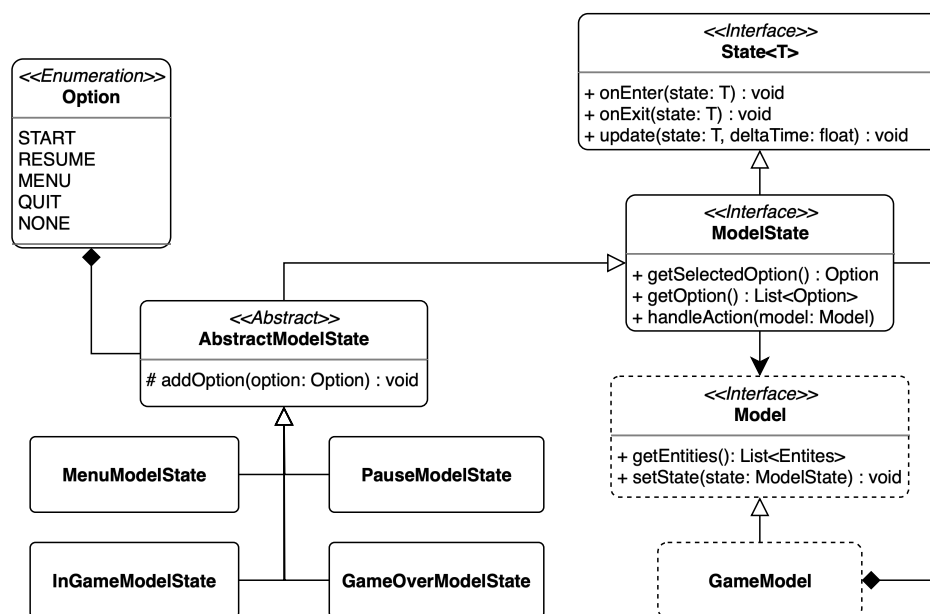 <<Enumeration>>
Option
START
RESUME
MENU
QUIT
NONE
<<Interface>>
State<T>
+ onEnter(state: T) : void
+ onExit(state: T) : void
+ update(state: T, deltaTime: float) : void
<<Interface>>
ModelState
+ getSelectedOption() : Option
+ getOption() : List<Option>
+ handleAction(model: Model)
<<Abstract>>
AbstractModelState
# addOption(option: Option) : void
<<Interface>>
Model
+ getEntities(): List<Entites>
+ setState(state: ModelState) : void
MenuModelState
PauseModelState
InGameModelState
GameOverModelState
GameModel